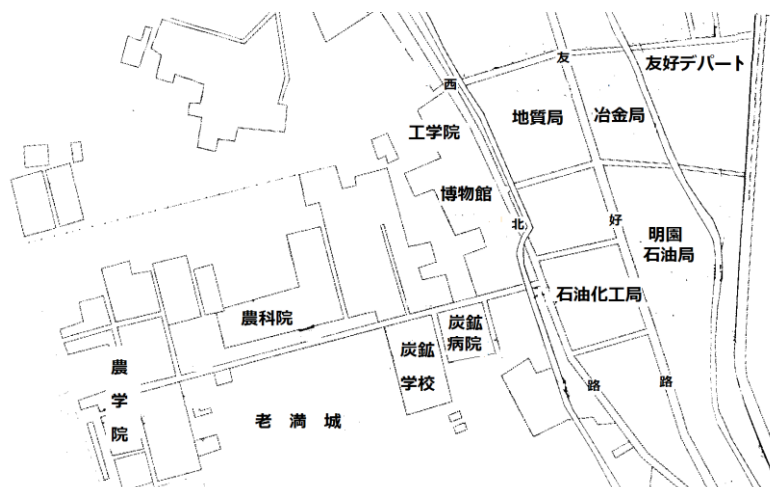 友好デパート
友
西
地質局
冶金局
工学院
博物館
北
好
明園
石油局
石油化工局
農科院
炭鉱
病院
炭鉱
学校
農学院
老満城
路
路